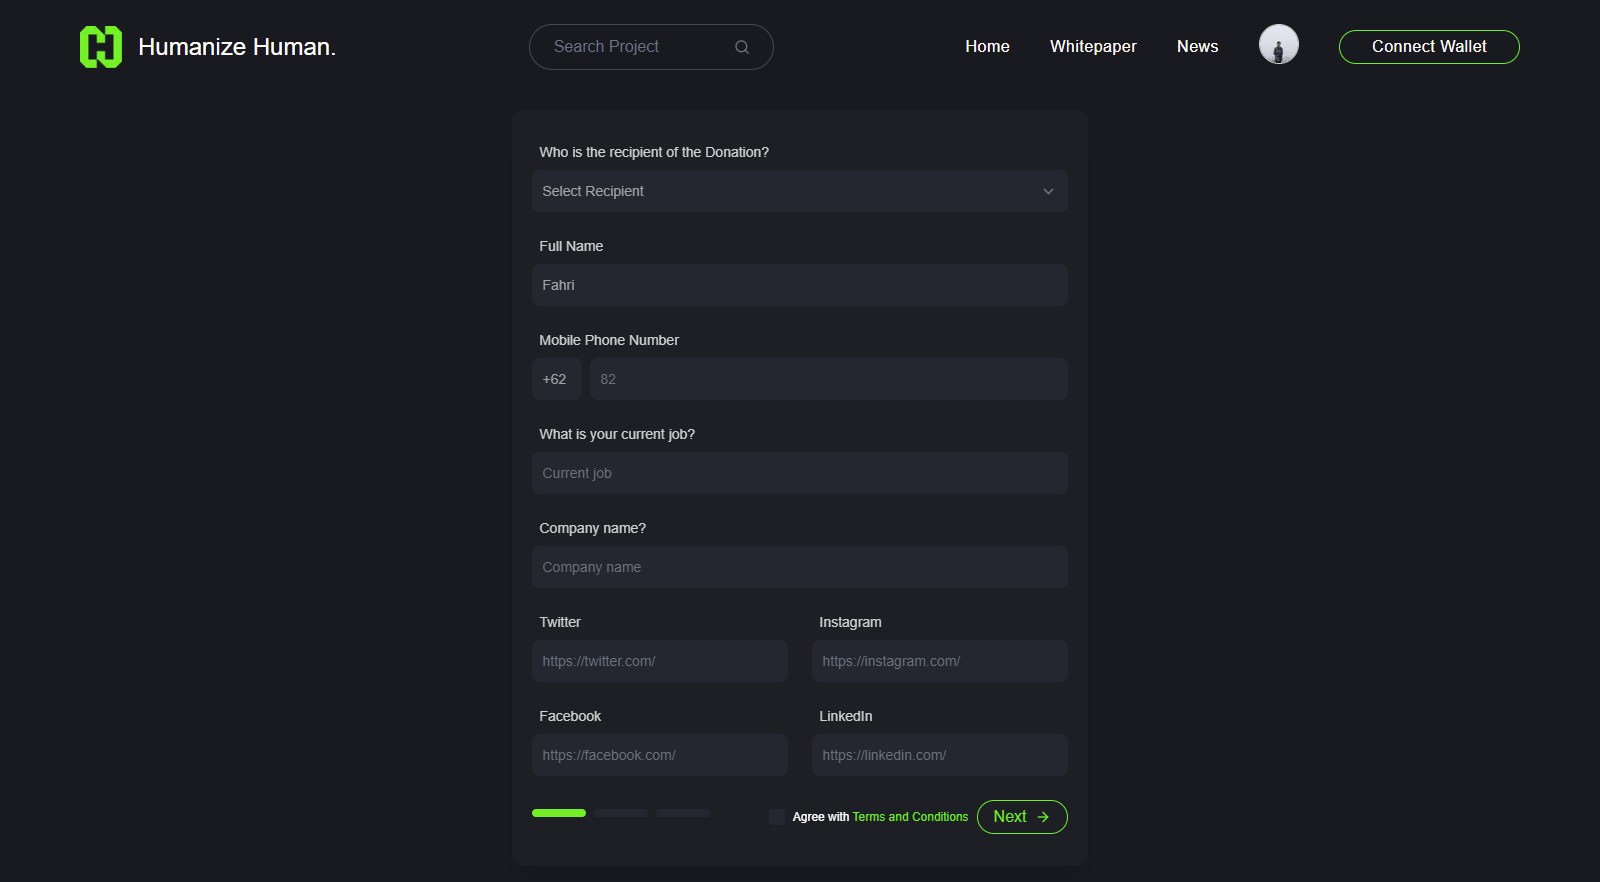 Humanize Human.
Search Project
Home
Whitepaper
News
Connect Wallet
Who is the recipient of the Donation?
Select Recipient
Full Name
Fahri
Mobile Phone Number
+62
82
What is your current job?
Current job
Company name?
Company name
Twitter
Instagram
https://twitter.com/
https://instagram.com/
Facebook
LinkedIn
https://facebook.com/
https://linkedin.com/
Agree with Terms and Conditions
Next